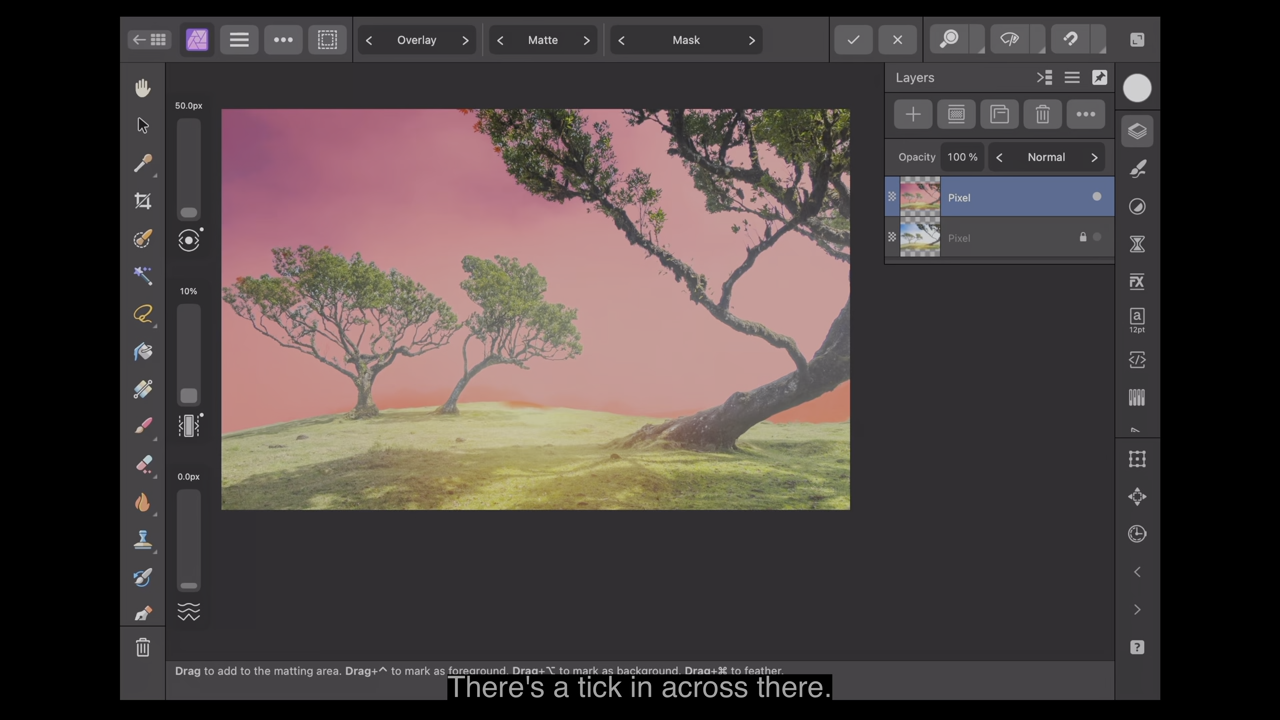 Overlay
Matte
Mask
Layers
Opacity 100 % Normal
Pixel
Pixel
50.0px
10%
0.0px
FX
a
12pt
?
Drag to add to the matting area. Drag+^ to mark as foreground. Drag+⌥ to mark as background. Drag+⌘ to feather.
There's a tick in across there.